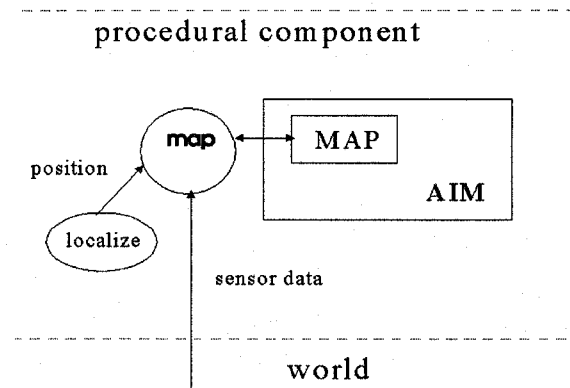 procedural component
map
MAP
position
AIM
localize
sensor data
world